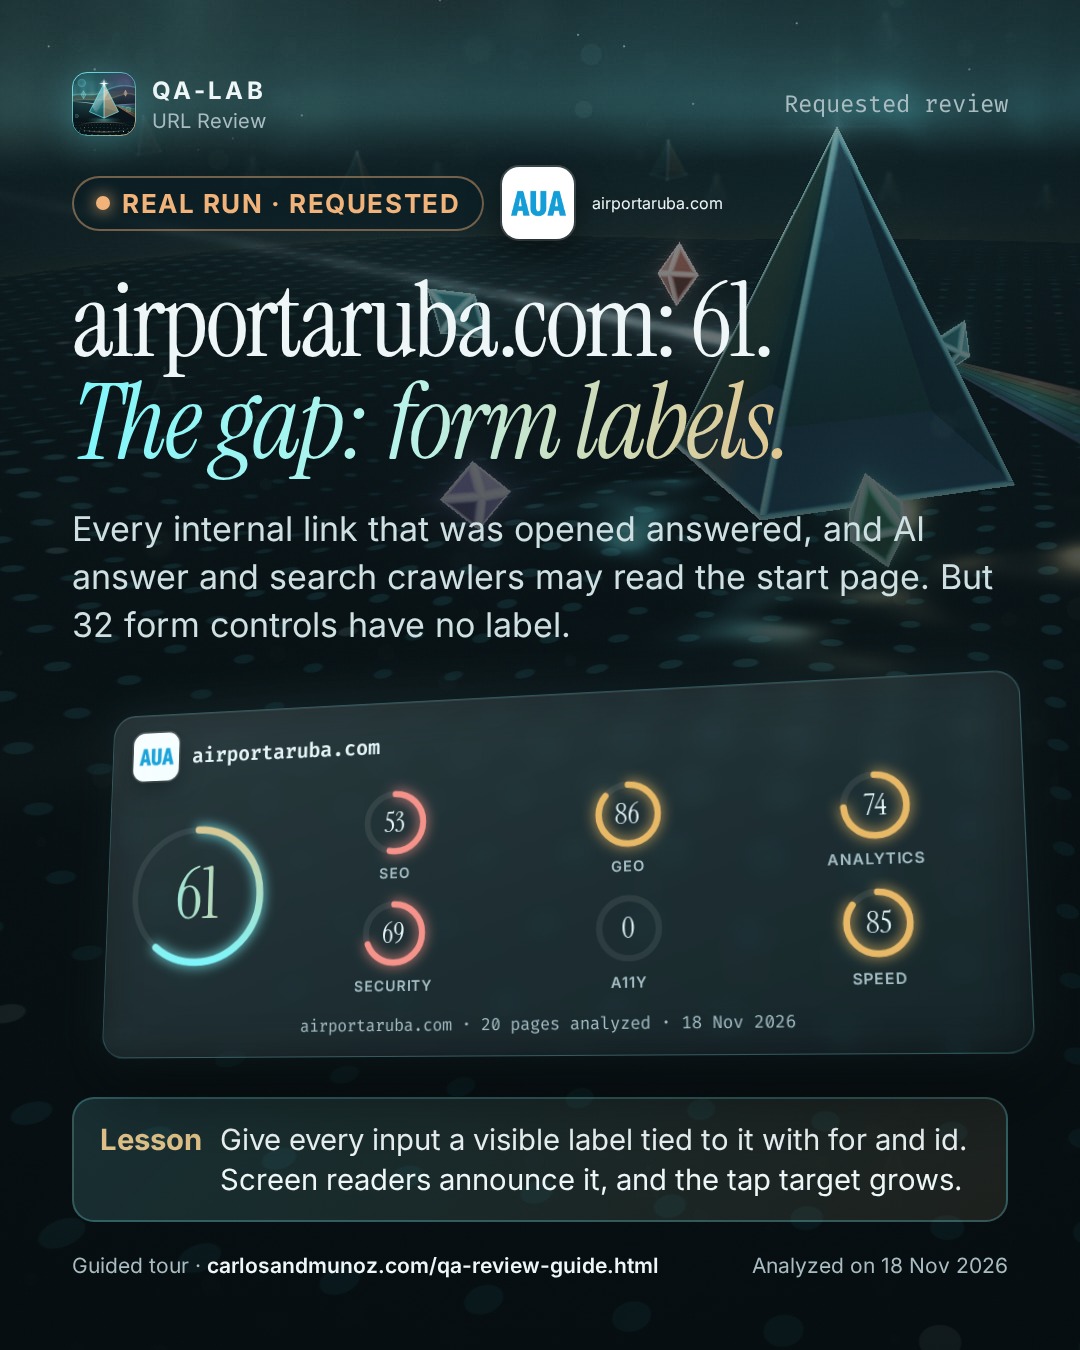 QA-LAB
URL Review
Requested review
REAL RUN · REQUESTED
AUA
airportaruba.com
airportaruba.com: 61.
The gap: form labels.
Every internal link that was opened answered, and AI
answer and search crawlers may read the start page. But
32 form controls have no label.
AUA
airportaruba.com
61
53
SEO
86
GEO
74
ANALYTICS
69
SECURITY
0
A11Y
85
SPEED
airportaruba.com · 20 pages analyzed · 18 Nov 2026
Lesson
Give every input a visible label tied to it with for and id.
Screen readers announce it, and the tap target grows.
Guided tour · carlosandmunoz.com/qa-review-guide.html
Analyzed on 18 Nov 2026